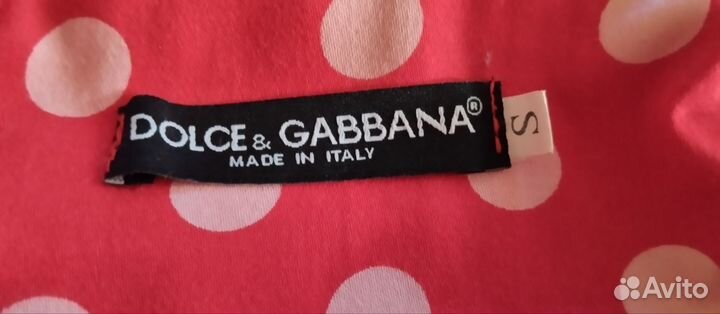 DOLCE & GABBANA®
MADE IN ITALY
S
Avito